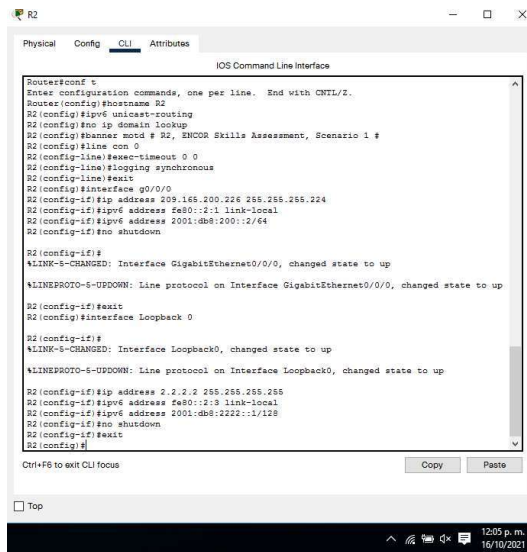 R2
Physical Config CLI Attributes
IOS Command Line Interface
Router#conf t
Enter configuration commands, one per line. End with CNTL/Z.
Router(config)#hostname R2
R2(config)#ipv6 unicast-routing
R2(config)#no ip domain lookup
R2(config)#banner motd # R2, ENCOR Skills Assessment, Scenario 1 #
R2(config)#line con 0
R2(config-line)#exec-timeout 0 0
R2(config-line)#logging synchronous
R2(config-line)#exit
R2(config)#interface g0/0/0
R2(config-if)#ip address 209.165.200.226 255.255.255.224
R2(config-if)#ipv6 address fe80::2:1 link-local
R2(config-if)#ipv6 address 2001:db8:200::2/64
R2(config-if)#no shutdown
R2(config-if)#
%LINK-5-CHANGED: Interface GigabitEthernet0/0/0, changed state to up
%LINEPROTO-5-UPDOWN: Line protocol on Interface GigabitEthernet0/0/0, changed state to up
R2(config-if)#exit
R2(config)#interface Loopback 0
R2(config-if)#
%LINK-5-CHANGED: Interface Loopback0, changed state to up
%LINEPROTO-5-UPDOWN: Line protocol on Interface Loopback0, changed state to up
R2(config-if)#ip address 2.2.2.2 255.255.255.255
R2(config-if)#ipv6 address fe80::2:3 link-local
R2(config-if)#ipv6 address 2001:db8:2222::1/128
R2(config-if)#no shutdown
R2(config-if)#exit
R2(config)#
Ctrl+F6 to exit CLI focus Copy Paste
Top
12:05 p. m.
16/10/2021